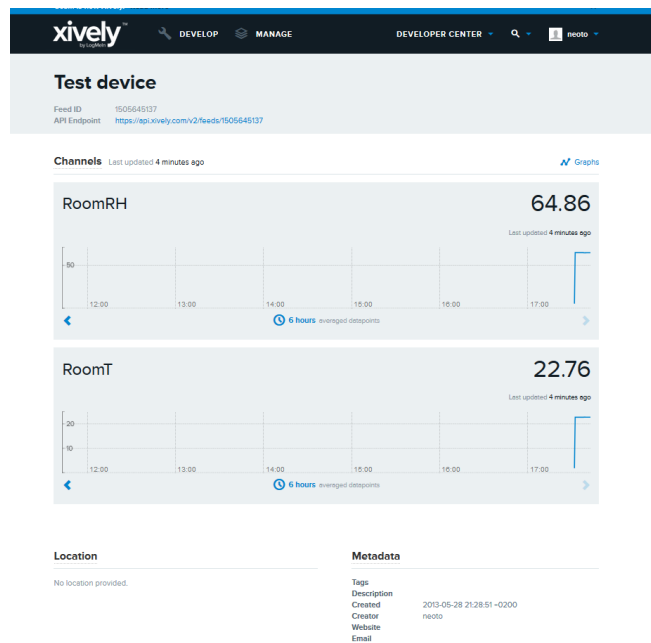 xively™
by LogMeIn
DEVELOP
MANAGE
DEVELOPER CENTER
neoto
Test device
Feed ID 1505645137
API Endpoint https://api.xively.com/v2/feeds/1505645137
Channels Last updated 4 minutes ago
Graphs
RoomRH
64.86
Last updated 4 minutes ago
50
12:00 13:00 14:00 15:00 16:00 17:00
6 hours averaged datapoints
RoomT
22.76
Last updated 4 minutes ago
20
10
12:00 13:00 14:00 15:00 16:00 17:00
6 hours averaged datapoints
Location
No location provided.
Metadata
Tags
Description
Created 2013-05-28 21:28:51 -0200
Creator neoto
Website
Email